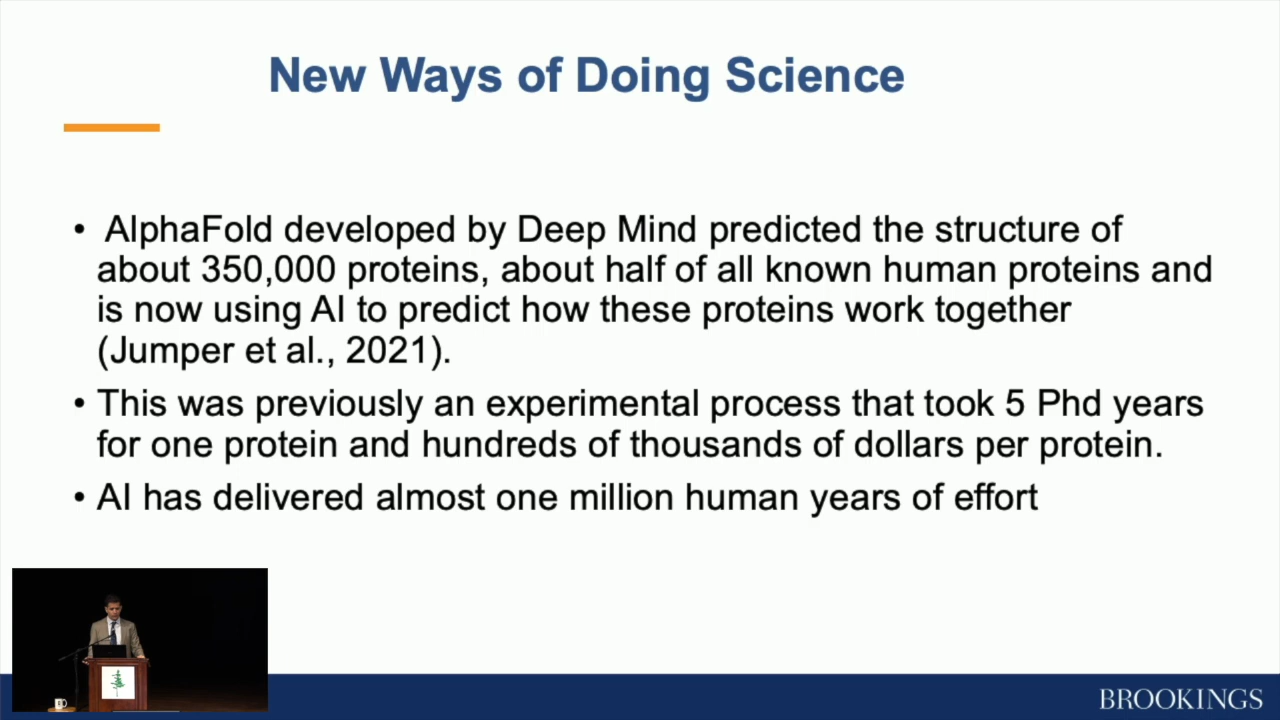 New Ways of Doing Science
• AlphaFold developed by Deep Mind predicted the structure of
about 350,000 proteins, about half of all known human proteins and
is now using AI to predict how these proteins work together
(Jumper et al., 2021).
• This was previously an experimental process that took 5 Phd years
for one protein and hundreds of thousands of dollars per protein.
• AI has delivered almost one million human years of effort
BROOKINGS